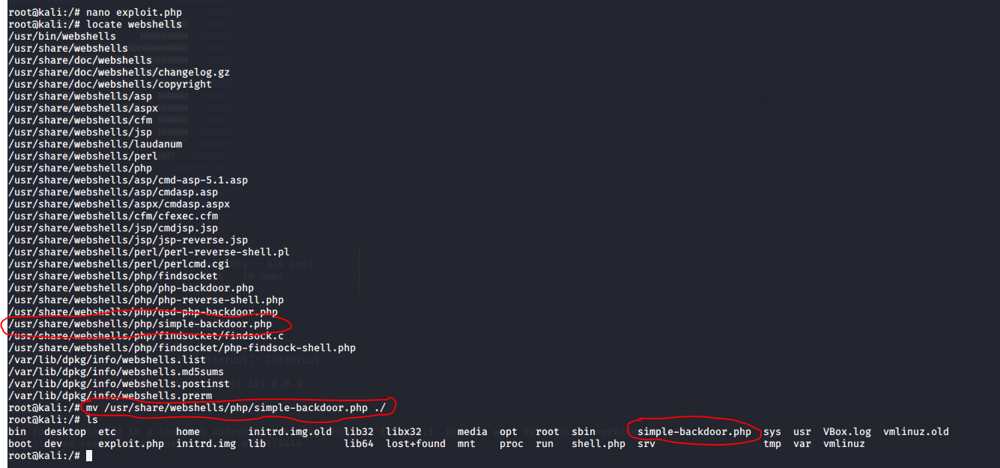 root@kali:/# nano exploit.php
root@kali:/# locate webshells
/usr/bin/webshells
/usr/share/webshells
/usr/share/doc/webshells
/usr/share/doc/webshells/changelog.gz
/usr/share/doc/webshells/copyright
/usr/share/webshells/asp
/usr/share/webshells/aspx
/usr/share/webshells/cfm
/usr/share/webshells/jsp
/usr/share/webshells/laudanum
/usr/share/webshells/perl
/usr/share/webshells/php
/usr/share/webshells/asp/cmd-asp-5.1.asp
/usr/share/webshells/asp/cmdasp.asp
/usr/share/webshells/aspx/cmdasp.aspx
/usr/share/webshells/cfm/cfexec.cfm
/usr/share/webshells/jsp/cmdjsp.jsp
/usr/share/webshells/jsp/jsp-reverse.jsp
/usr/share/webshells/perl/perl-reverse-shell.pl
/usr/share/webshells/perl/perlcmd.cgi
/usr/share/webshells/php/findsocket
/usr/share/webshells/php/php-backdoor.php
/usr/share/webshells/php/php-reverse-shell.php
/usr/share/webshells/php/qsd-php-backdoor.php
/usr/share/webshells/php/simple-backdoor.php
/usr/share/webshells/php/findsocket/findsock.c
/usr/share/webshells/php/findsocket/php-findsock-shell.php
/var/lib/dpkg/info/webshells.list
/var/lib/dpkg/info/webshells.md5sums
/var/lib/dpkg/info/webshells.postinst
/var/lib/dpkg/info/webshells.prerm
root@kali:/# mv /usr/share/webshells/php/simple-backdoor.php ./
root@kali:/# ls
bin desktop etc home initrd.img.old lib32 libx32 media opt root sbin simple-backdoor.php sys usr VBox.log vmlinuz.old
boot dev exploit.php initrd.img lib lib64 lost+found mnt proc run shell.php srv tmp var vmlinuz
root@kali:/#